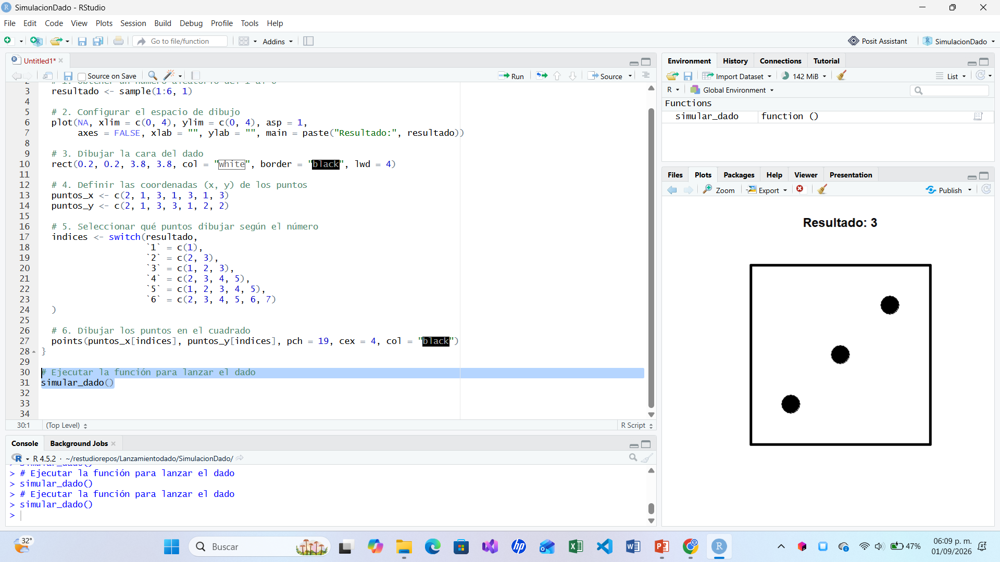 SimulacionDado - RStudio
File Edit Code View Plots Session Build Debug Profile Tools Help
Go to file/function Addins Posit Assistant SimulacionDado
Untitled1*
Source on Save Run Source
2 # 1. Obtener un número aleatorio del 1 al 6
3 resultado <- sample(1:6, 1)
4
5 # 2. Configurar el espacio de dibujo
6 plot(NA, xlim = c(0, 4), ylim = c(0, 4), asp = 1,
7 axes = FALSE, xlab = "", ylab = "", main = paste("Resultado:", resultado))
8
9 # 3. Dibujar la cara del dado
10 rect(0.2, 0.2, 3.8, 3.8, col = "white", border = "black", lwd = 4)
11
12 # 4. Definir las coordenadas (x, y) de los puntos
13 puntos_x <- c(2, 1, 3, 1, 3, 1, 3)
14 puntos_y <- c(2, 1, 3, 3, 1, 2, 2)
15
16 # 5. Seleccionar qué puntos dibujar según el número
17 indices <- switch(resultado,
18 `1` = c(1),
19 `2` = c(2, 3),
20 `3` = c(1, 2, 3),
21 `4` = c(2, 3, 4, 5),
22 `5` = c(1, 2, 3, 4, 5),
23 `6` = c(2, 3, 4, 5, 6, 7)
24 )
25
26 # 6. Dibujar los puntos en el cuadrado
27 points(puntos_x[indices], puntos_y[indices], pch = 19, cex = 4, col = "black")
28 }
29
30 # Ejecutar la función para lanzar el dado
31 simular_dado()
32
33
34
30:1 (Top Level) R Script
Console Background Jobs
R 4.5.2 · ~/restudiorepos/Lanzamientodado/SimulacionDado/
> simular_dado()
> # Ejecutar la función para lanzar el dado
> simular_dado()
> # Ejecutar la función para lanzar el dado
> simular_dado()
>
Environment History Connections Tutorial
Import Dataset 142 MiB List
R Global Environment
Functions
simular_dado function ()
Files Plots Packages Help Viewer Presentation
Zoom Export Publish
Resultado: 3
32° Buscar 47% 06:09 p. m.
01/09/2026